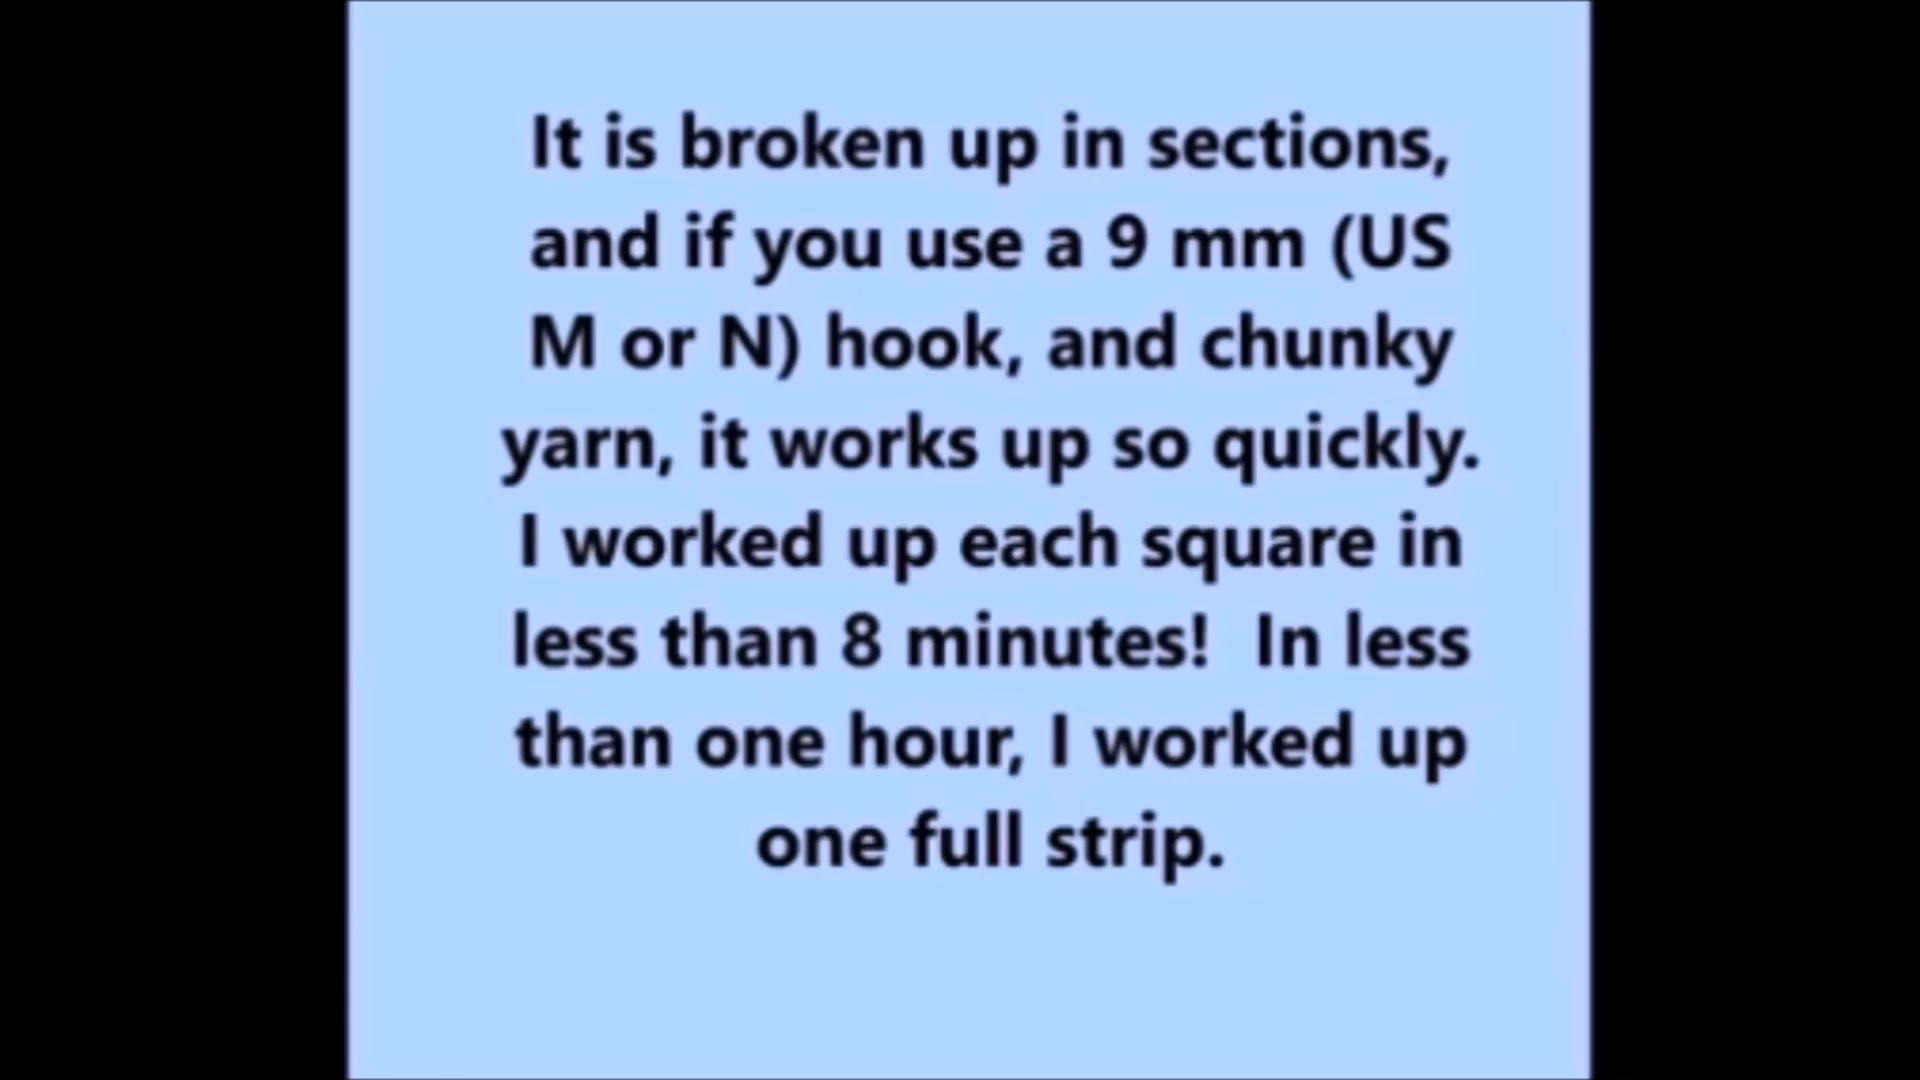 It is broken up in sections,
and if you use a 9 mm (US
M or N) hook, and chunky
yarn, it works up so quickly.
I worked up each square in
less than 8 minutes!  In less
than one hour, I worked up
one full strip.